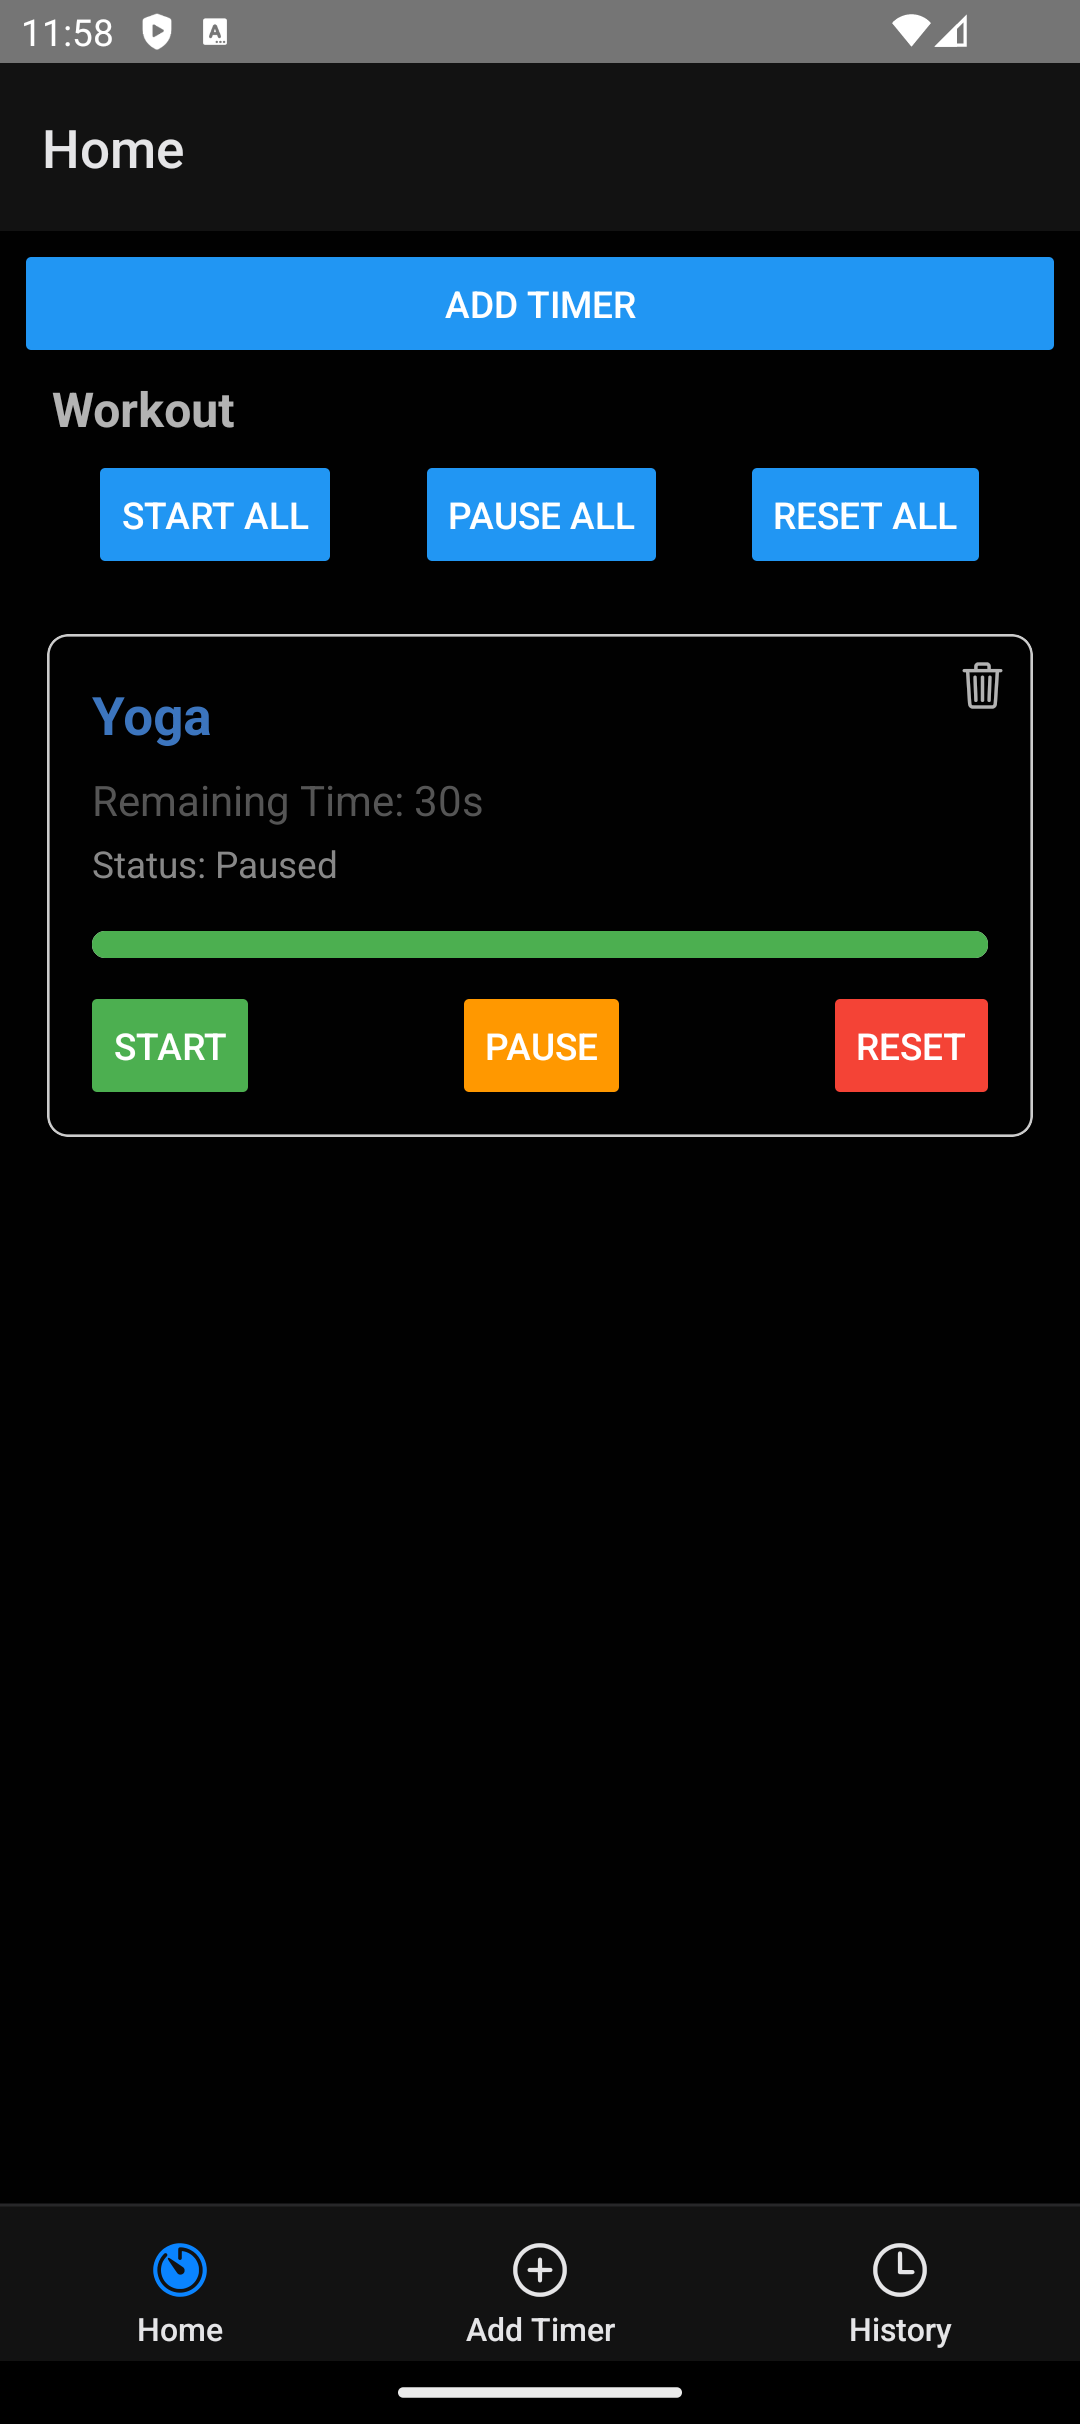 11:58
Home
ADD TIMER
Workout
START ALL PAUSE ALL RESET ALL
Yoga
Remaining Time: 30s
Status: Paused
START PAUSE RESET
Home Add Timer History